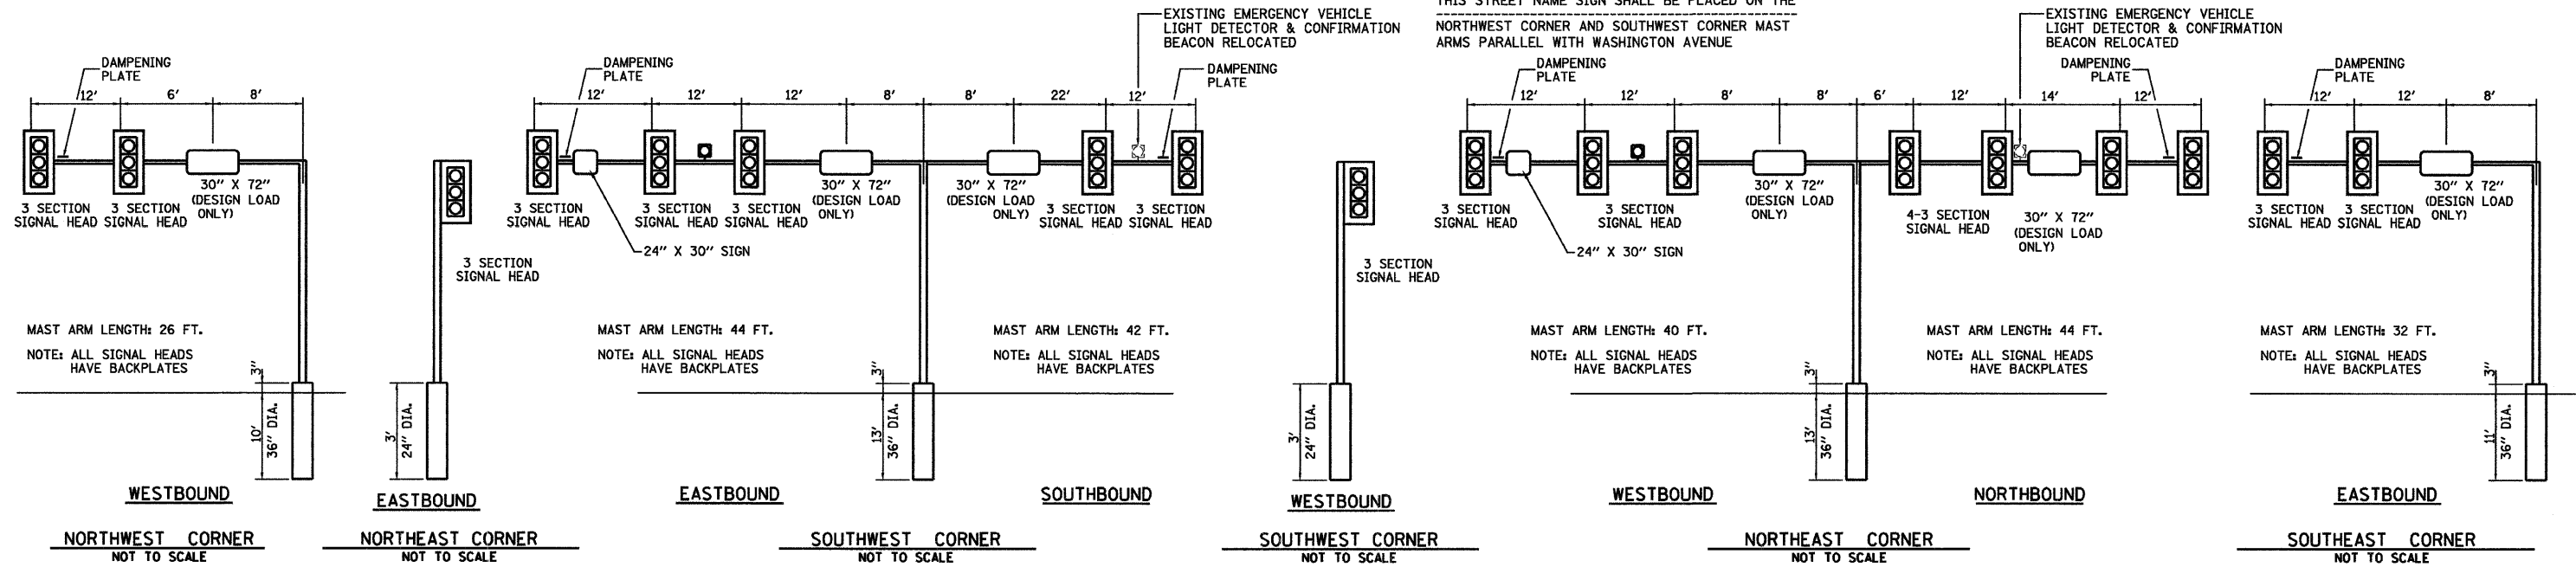 THIS STREET NAME SIGN SHALL BE PLACED ON THE
NORTHWEST CORNER AND SOUTHWEST CORNER MAST
ARMS PARALLEL WITH WASHINGTON AVENUE
DAMPENING
PLATE
12' 6' 8'
3 SECTION
SIGNAL HEAD
3 SECTION
SIGNAL HEAD
30" X 72"
(DESIGN LOAD
ONLY)
MAST ARM LENGTH: 26 FT.
NOTE: ALL SIGNAL HEADS
HAVE BACKPLATES
3"
10'
36" DIA.
WESTBOUND
NORTHWEST CORNER
NOT TO SCALE
3 SECTION
SIGNAL HEAD
3'
24" DIA.
EASTBOUND
NORTHEAST CORNER
NOT TO SCALE
DAMPENING
PLATE
EXISTING EMERGENCY VEHICLE
LIGHT DETECTOR & CONFIRMATION
BEACON RELOCATED
DAMPENING
PLATE
12' 12' 12' 8' 8' 22' 12'
3 SECTION
SIGNAL HEAD
3 SECTION
SIGNAL HEAD
3 SECTION
SIGNAL HEAD
30" X 72"
(DESIGN LOAD
ONLY)
30" X 72"
(DESIGN LOAD
ONLY)
3 SECTION
SIGNAL HEAD
3 SECTION
SIGNAL HEAD
24" X 30" SIGN
MAST ARM LENGTH: 44 FT.
NOTE: ALL SIGNAL HEADS
HAVE BACKPLATES
MAST ARM LENGTH: 42 FT.
NOTE: ALL SIGNAL HEADS
HAVE BACKPLATES
3"
13'
36" DIA.
EASTBOUND
SOUTHBOUND
SOUTHWEST CORNER
NOT TO SCALE
3 SECTION
SIGNAL HEAD
3'
24" DIA.
WESTBOUND
SOUTHWEST CORNER
NOT TO SCALE
DAMPENING
PLATE
EXISTING EMERGENCY VEHICLE
LIGHT DETECTOR & CONFIRMATION
BEACON RELOCATED
DAMPENING
PLATE
12' 12' 8' 8' 6' 12' 14' 12'
3 SECTION
SIGNAL HEAD
3 SECTION
SIGNAL HEAD
30" X 72"
(DESIGN LOAD
ONLY)
4-3 SECTION
SIGNAL HEAD
30" X 72"
(DESIGN LOAD
ONLY)
24" X 30" SIGN
MAST ARM LENGTH: 40 FT.
NOTE: ALL SIGNAL HEADS
HAVE BACKPLATES
MAST ARM LENGTH: 44 FT.
NOTE: ALL SIGNAL HEADS
HAVE BACKPLATES
3"
13'
36" DIA.
WESTBOUND
NORTHBOUND
NORTHEAST CORNER
NOT TO SCALE
DAMPENING
PLATE
12' 12' 8'
3 SECTION
SIGNAL HEAD
3 SECTION
SIGNAL HEAD
30" X 72"
(DESIGN LOAD
ONLY)
MAST ARM LENGTH: 32 FT.
NOTE: ALL SIGNAL HEADS
HAVE BACKPLATES
3"
11'
36" DIA.
EASTBOUND
SOUTHEAST CORNER
NOT TO SCALE